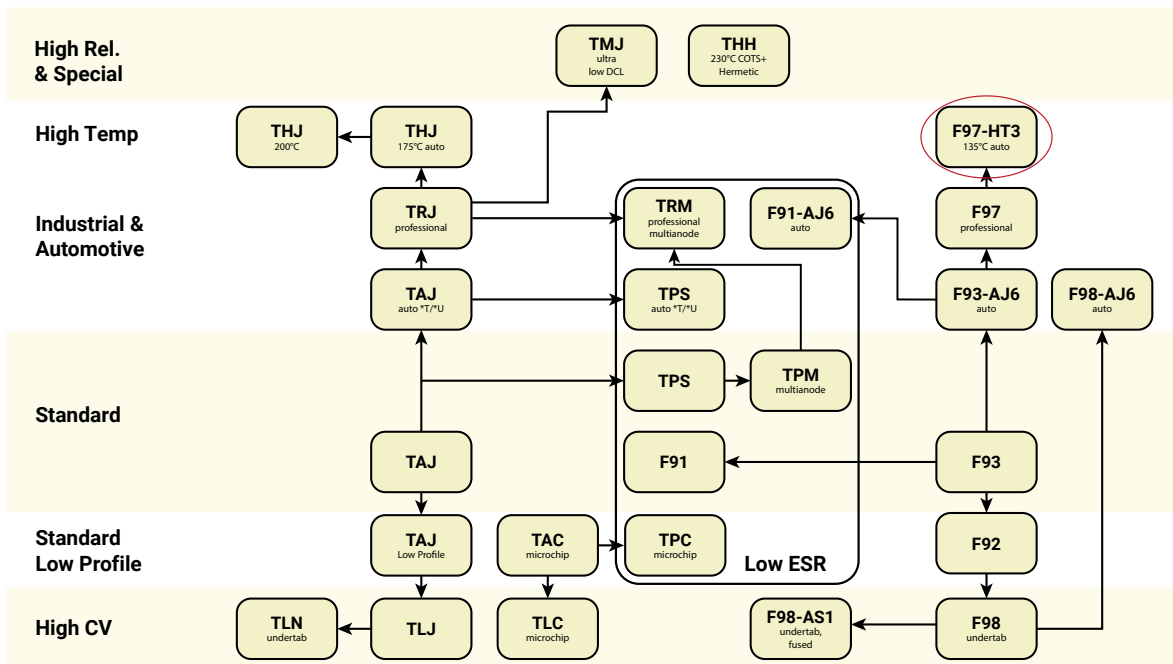 High Rel.
& Special
TMJ
ultra
low DCL
THH
230°C COTS+
Hermetic
High Temp
THJ
200°C
THJ
175°C auto
F97-HT3
135°C auto
Industrial &
Automotive
TRJ
professional
TRM
professional
multianode
F91-AJ6
auto
F97
professional
TAJ
auto *T/*U
TPS
auto *T/*U
F93-AJ6
auto
F98-AJ6
auto
Standard
TPS
TPM
multianode
TAJ
F91
F93
Standard
Low Profile
TAJ
Low Profile
TAC
microchip
TPC
microchip
Low ESR
F92
High CV
TLN
undertab
TLJ
TLC
microchip
F98-AS1
undertab,
fused
F98
undertab